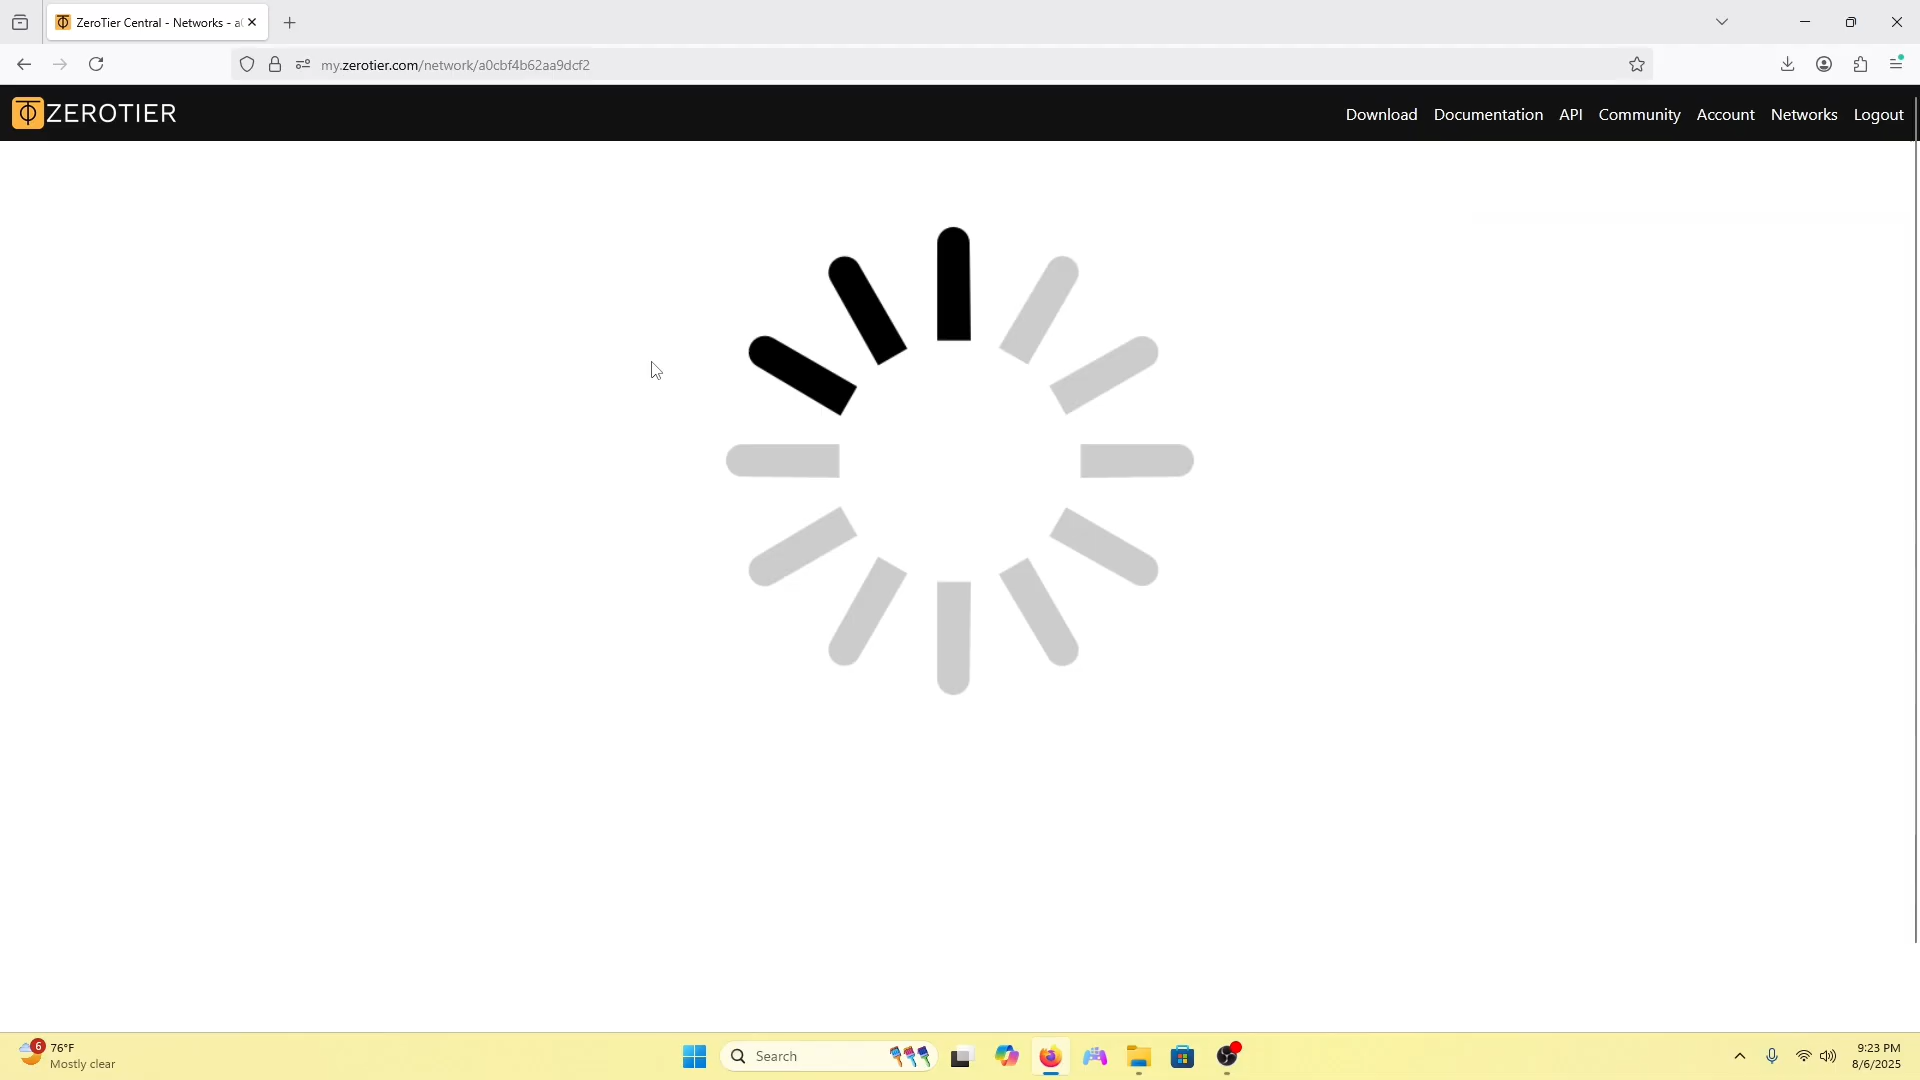 ZeroTier Central - Networks - a
my.zerotier.com/network/a0cbf4b62aa9dcf2
ZEROTIER
Download Documentation API Community Account Networks Logout
6
76°F
Mostly clear
Search
9:23 PM
8/6/2025